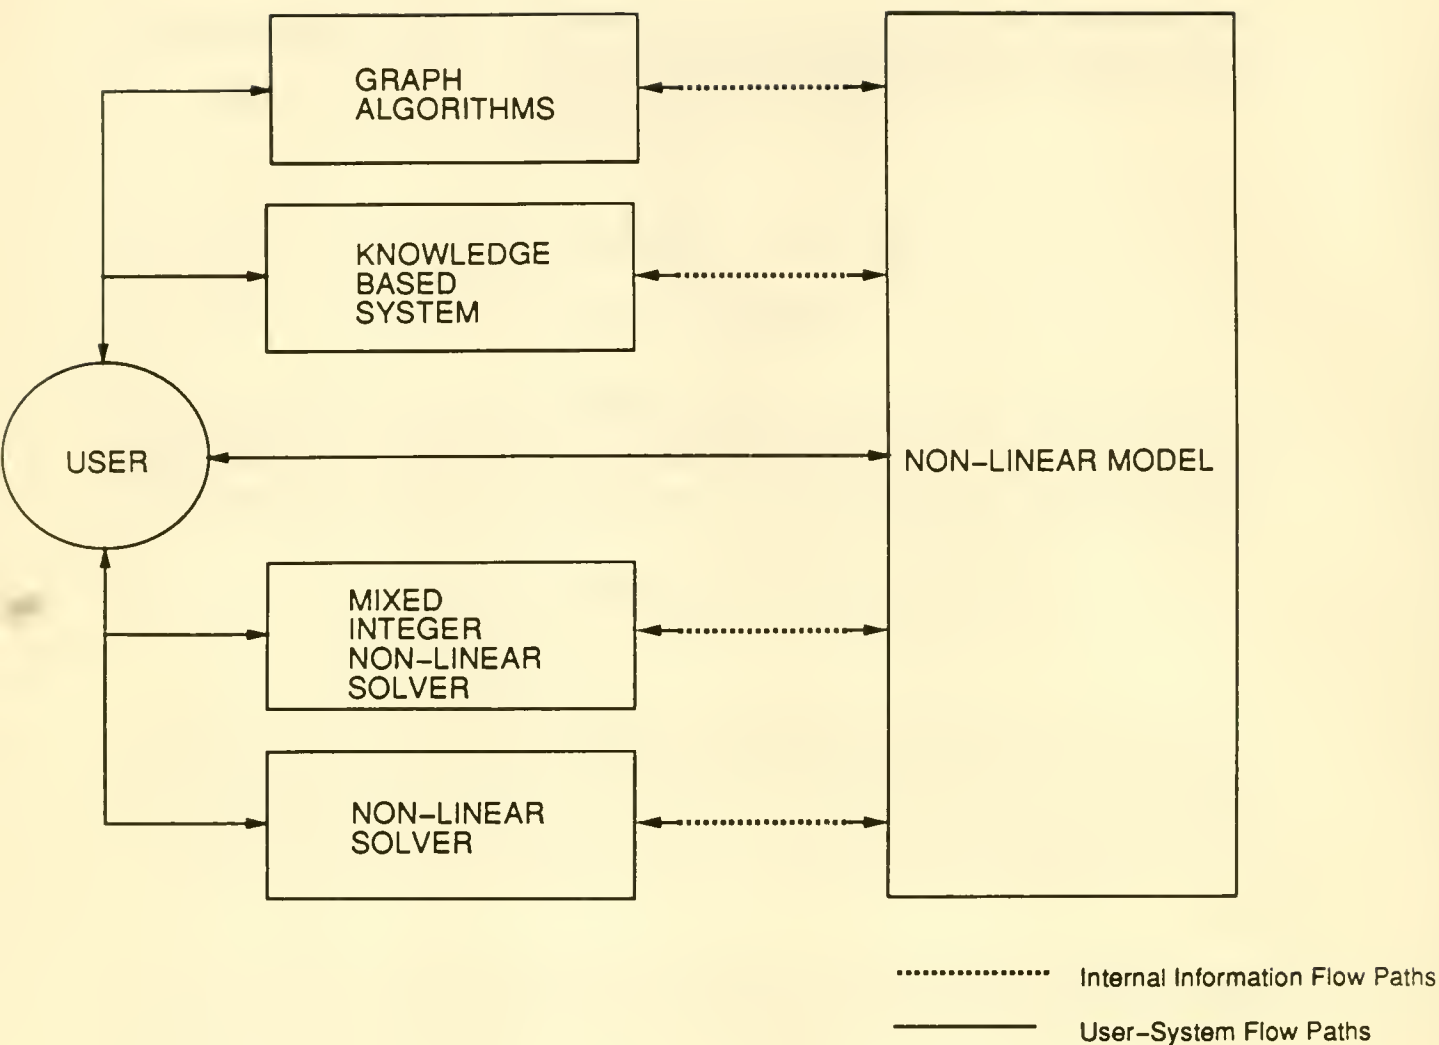 GRAPH
ALGORITHMS
KNOWLEDGE
BASED
SYSTEM
USER
NON–LINEAR MODEL
MIXED
INTEGER
NON–LINEAR
SOLVER
NON–LINEAR
SOLVER
Internal Information Flow Paths
User–System Flow Paths